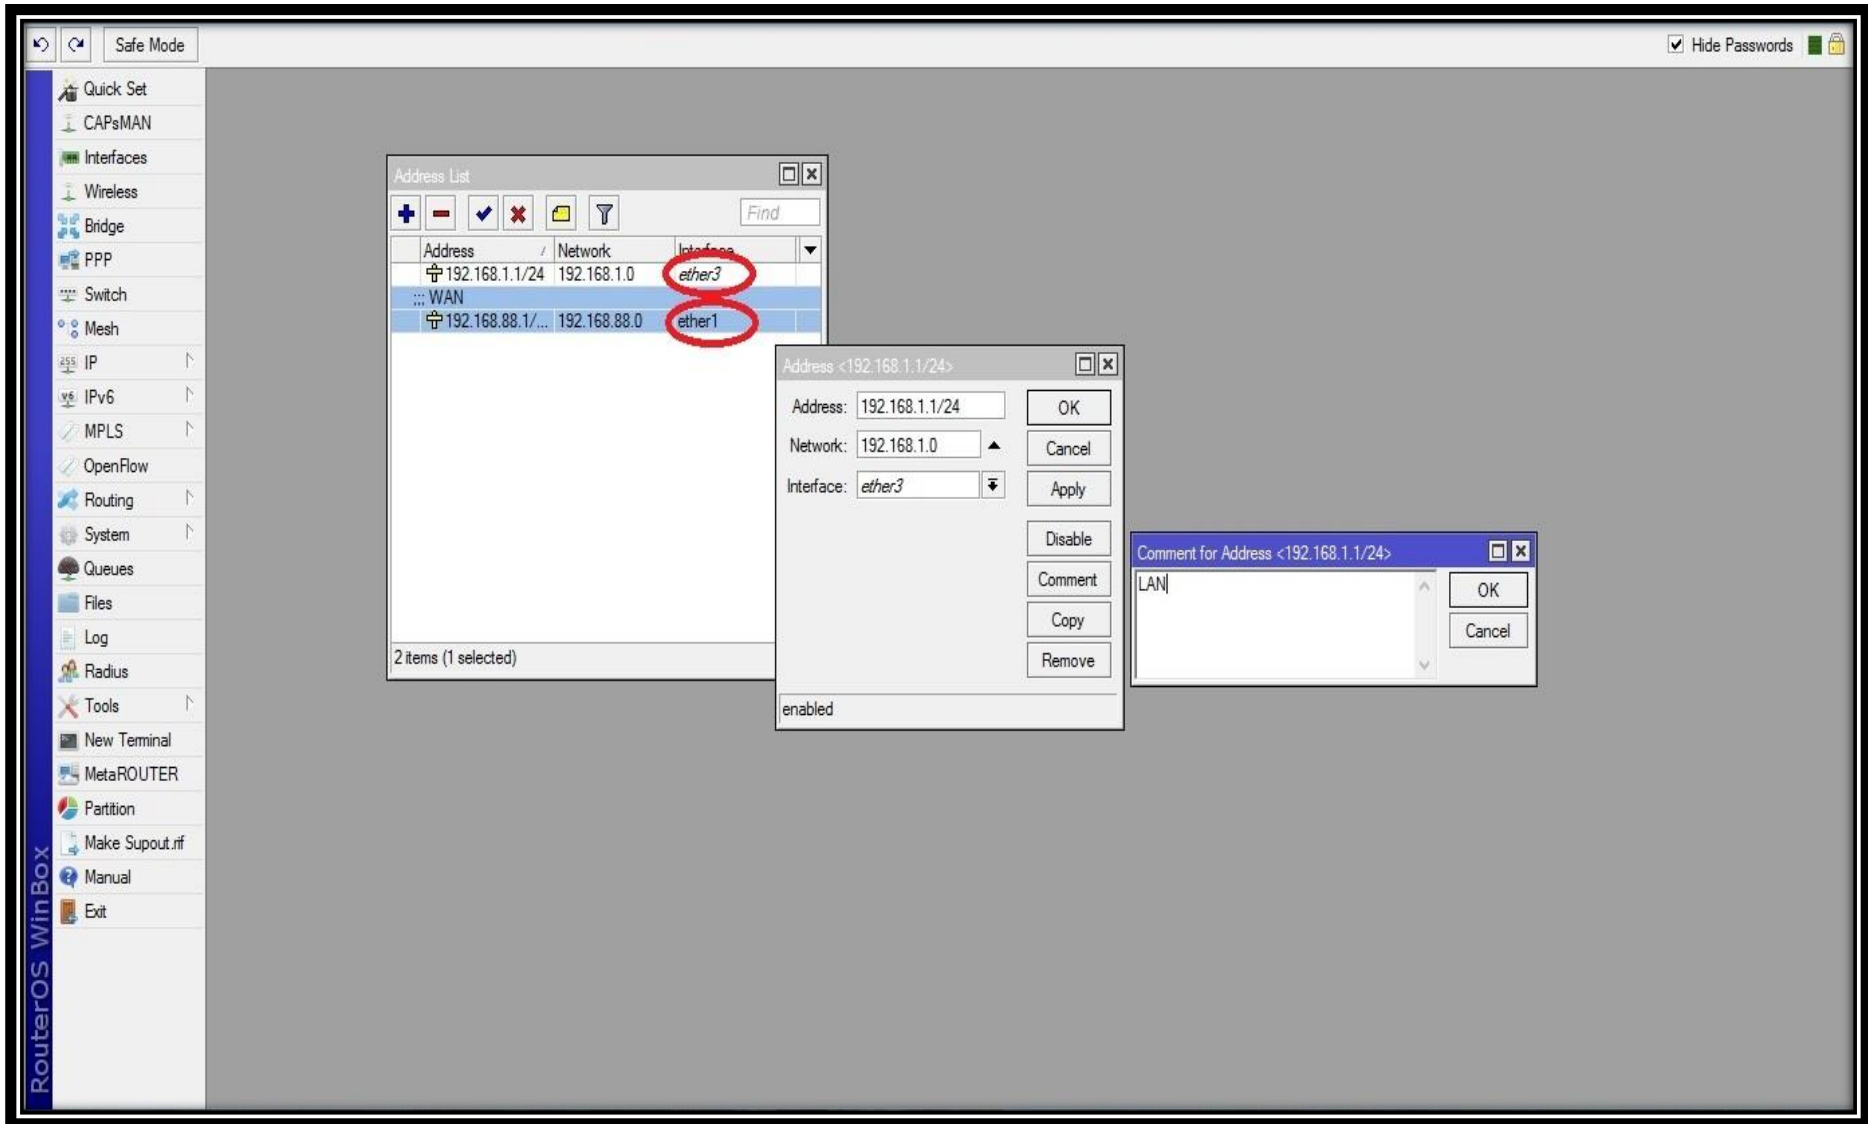 Safe Mode
Hide Passwords
Quick Set
CAPsMAN
Interfaces
Wireless
Bridge
PPP
Switch
Mesh
IP
IPv6
MPLS
OpenFlow
Routing
System
Queues
Files
Log
Radius
Tools
New Terminal
MetaROUTER
Partition
Make Supout.rif
Manual
Exit
RouterOS WinBox
Address List
Find
Address Network Interface
192.168.1.1/24 192.168.1.0 ether3
::: WAN
192.168.88.1/... 192.168.88.0 ether1
2 items (1 selected)
Address <192.168.1.1/24>
Address: 192.168.1.1/24
Network: 192.168.1.0
Interface: ether3
OK
Cancel
Apply
Disable
Comment
Copy
Remove
enabled
Comment for Address <192.168.1.1/24>
LAN
OK
Cancel